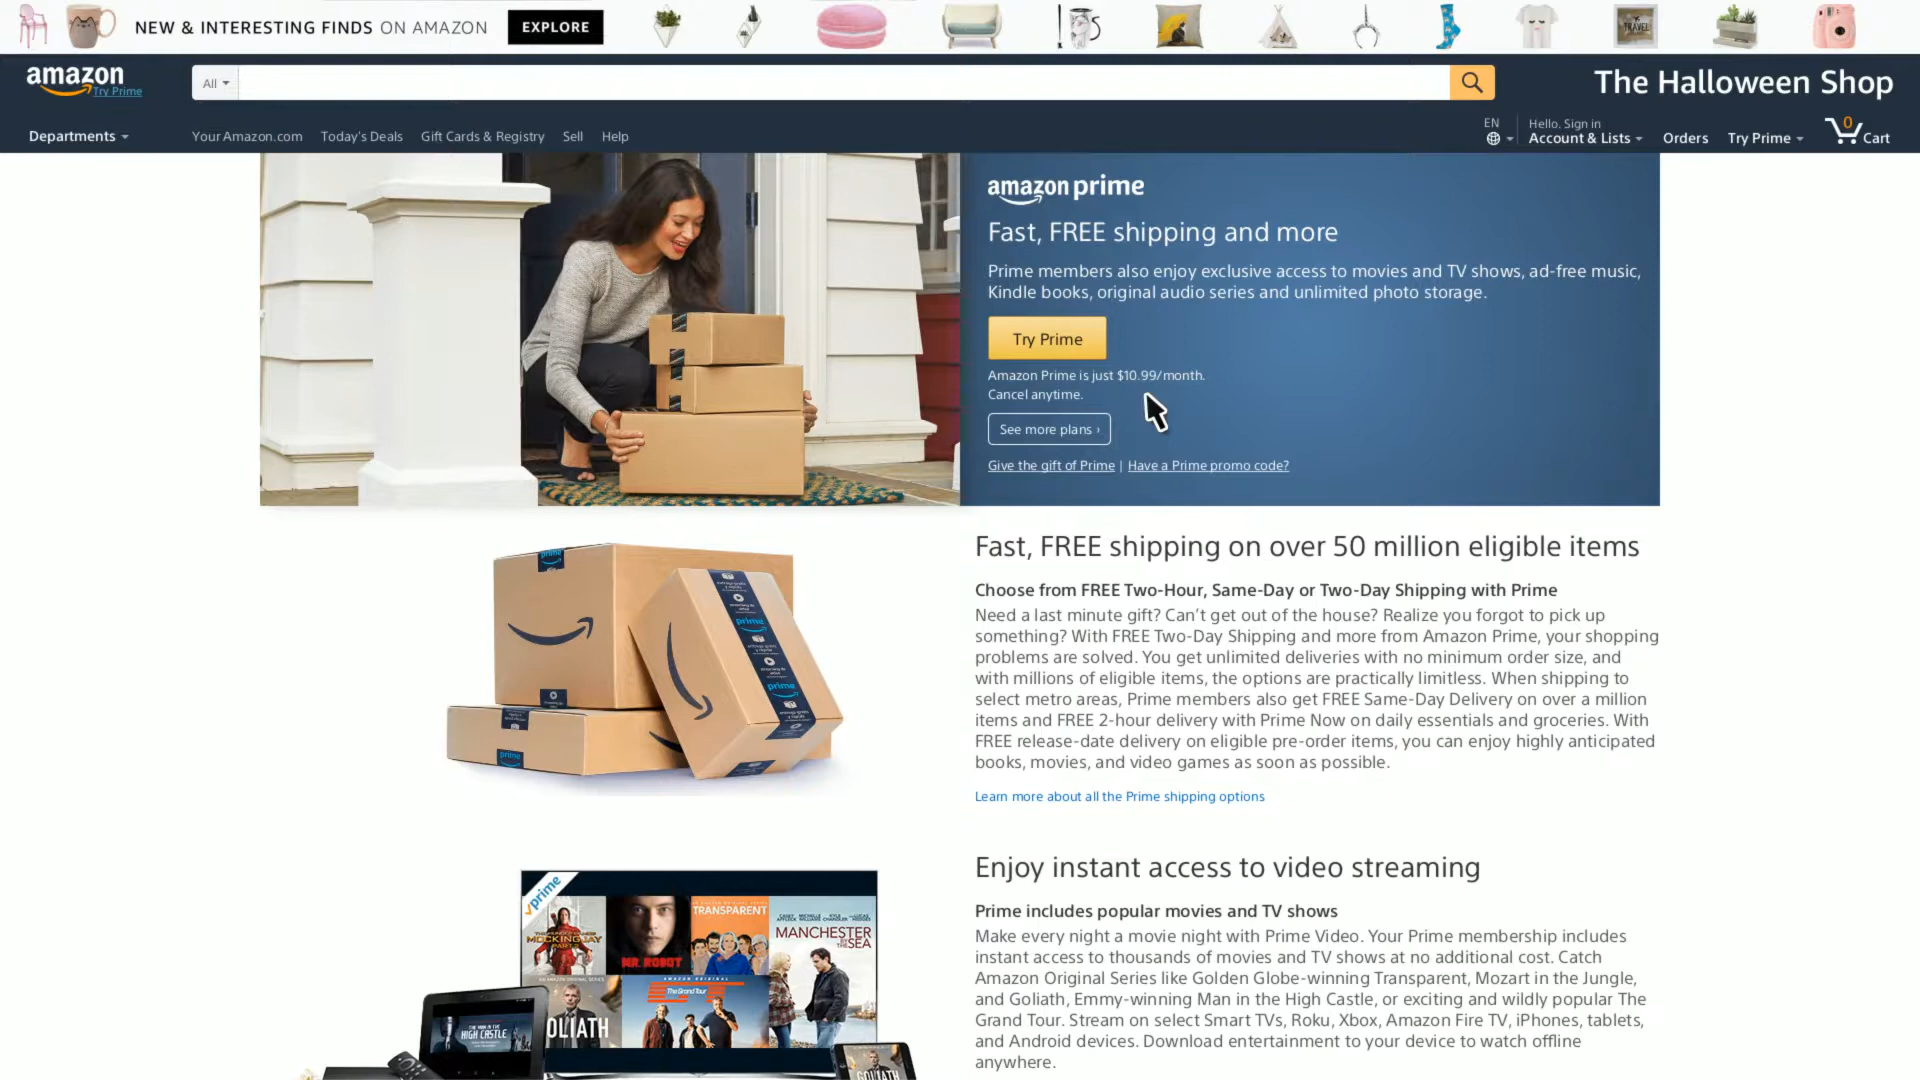 NEW & INTERESTING FINDS ON AMAZON EXPLORE
TRAVEL
amazon
Try Prime
All
The Halloween Shop
Departments
Your Amazon.com Today's Deals Gift Cards & Registry Sell Help
EN
Hello. Sign in
Account & Lists Orders Try Prime 0 Cart
amazon prime
Fast, FREE shipping and more
Prime members also enjoy exclusive access to movies and TV shows, ad-free music,
Kindle books, original audio series and unlimited photo storage.
Try Prime
Amazon Prime is just $10.99/month.
Cancel anytime.
See more plans ›
Give the gift of Prime | Have a Prime promo code?
Fast, FREE shipping on over 50 million eligible items
Choose from FREE Two-Hour, Same-Day or Two-Day Shipping with Prime
Need a last minute gift? Can't get out of the house? Realize you forgot to pick up
something? With FREE Two-Day Shipping and more from Amazon Prime, your shopping
problems are solved. You get unlimited deliveries with no minimum order size, and
with millions of eligible items, the options are practically limitless. When shipping to
select metro areas, Prime members also get FREE Same-Day Delivery on over a million
items and FREE 2-hour delivery with Prime Now on daily essentials and groceries. With
FREE release-date delivery on eligible pre-order items, you can enjoy highly anticipated
books, movies, and video games as soon as possible.
Learn more about all the Prime shipping options
prime
prime
prime
prime
Enjoy instant access to video streaming
Prime includes popular movies and TV shows
Make every night a movie night with Prime Video. Your Prime membership includes
instant access to thousands of movies and TV shows at no additional cost. Catch
Amazon Original Series like Golden Globe-winning Transparent, Mozart in the Jungle,
and Goliath, Emmy-winning Man in the High Castle, or exciting and wildly popular The
Grand Tour. Stream on select Smart TVs, Roku, Xbox, Amazon Fire TV, iPhones, tablets,
and Android devices. Download entertainment to your device to watch offline
anywhere.
prime
MOCKINGJAY
MR. ROBOT
TRANSPARENT
MANCHESTER
BY THE SEA
AMAZON ORIGINAL
The Grand Tour
OLIATH
HIGH CASTLE
GOLIATH